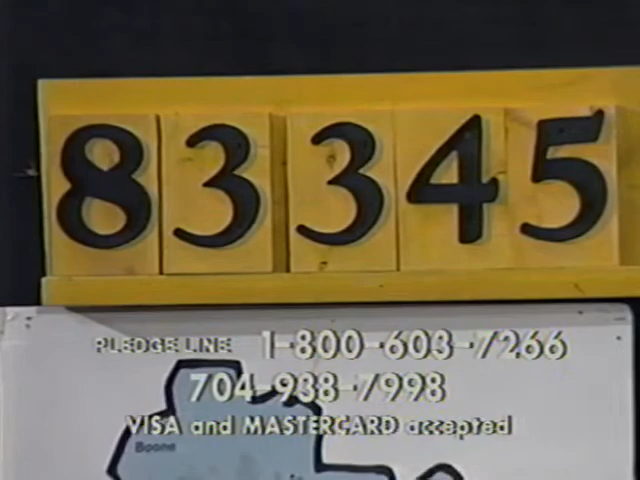 83345
PLEDGE LINE 1-800-603-7266
704-938-7998
VISA and MASTERCARD accepted
Boone